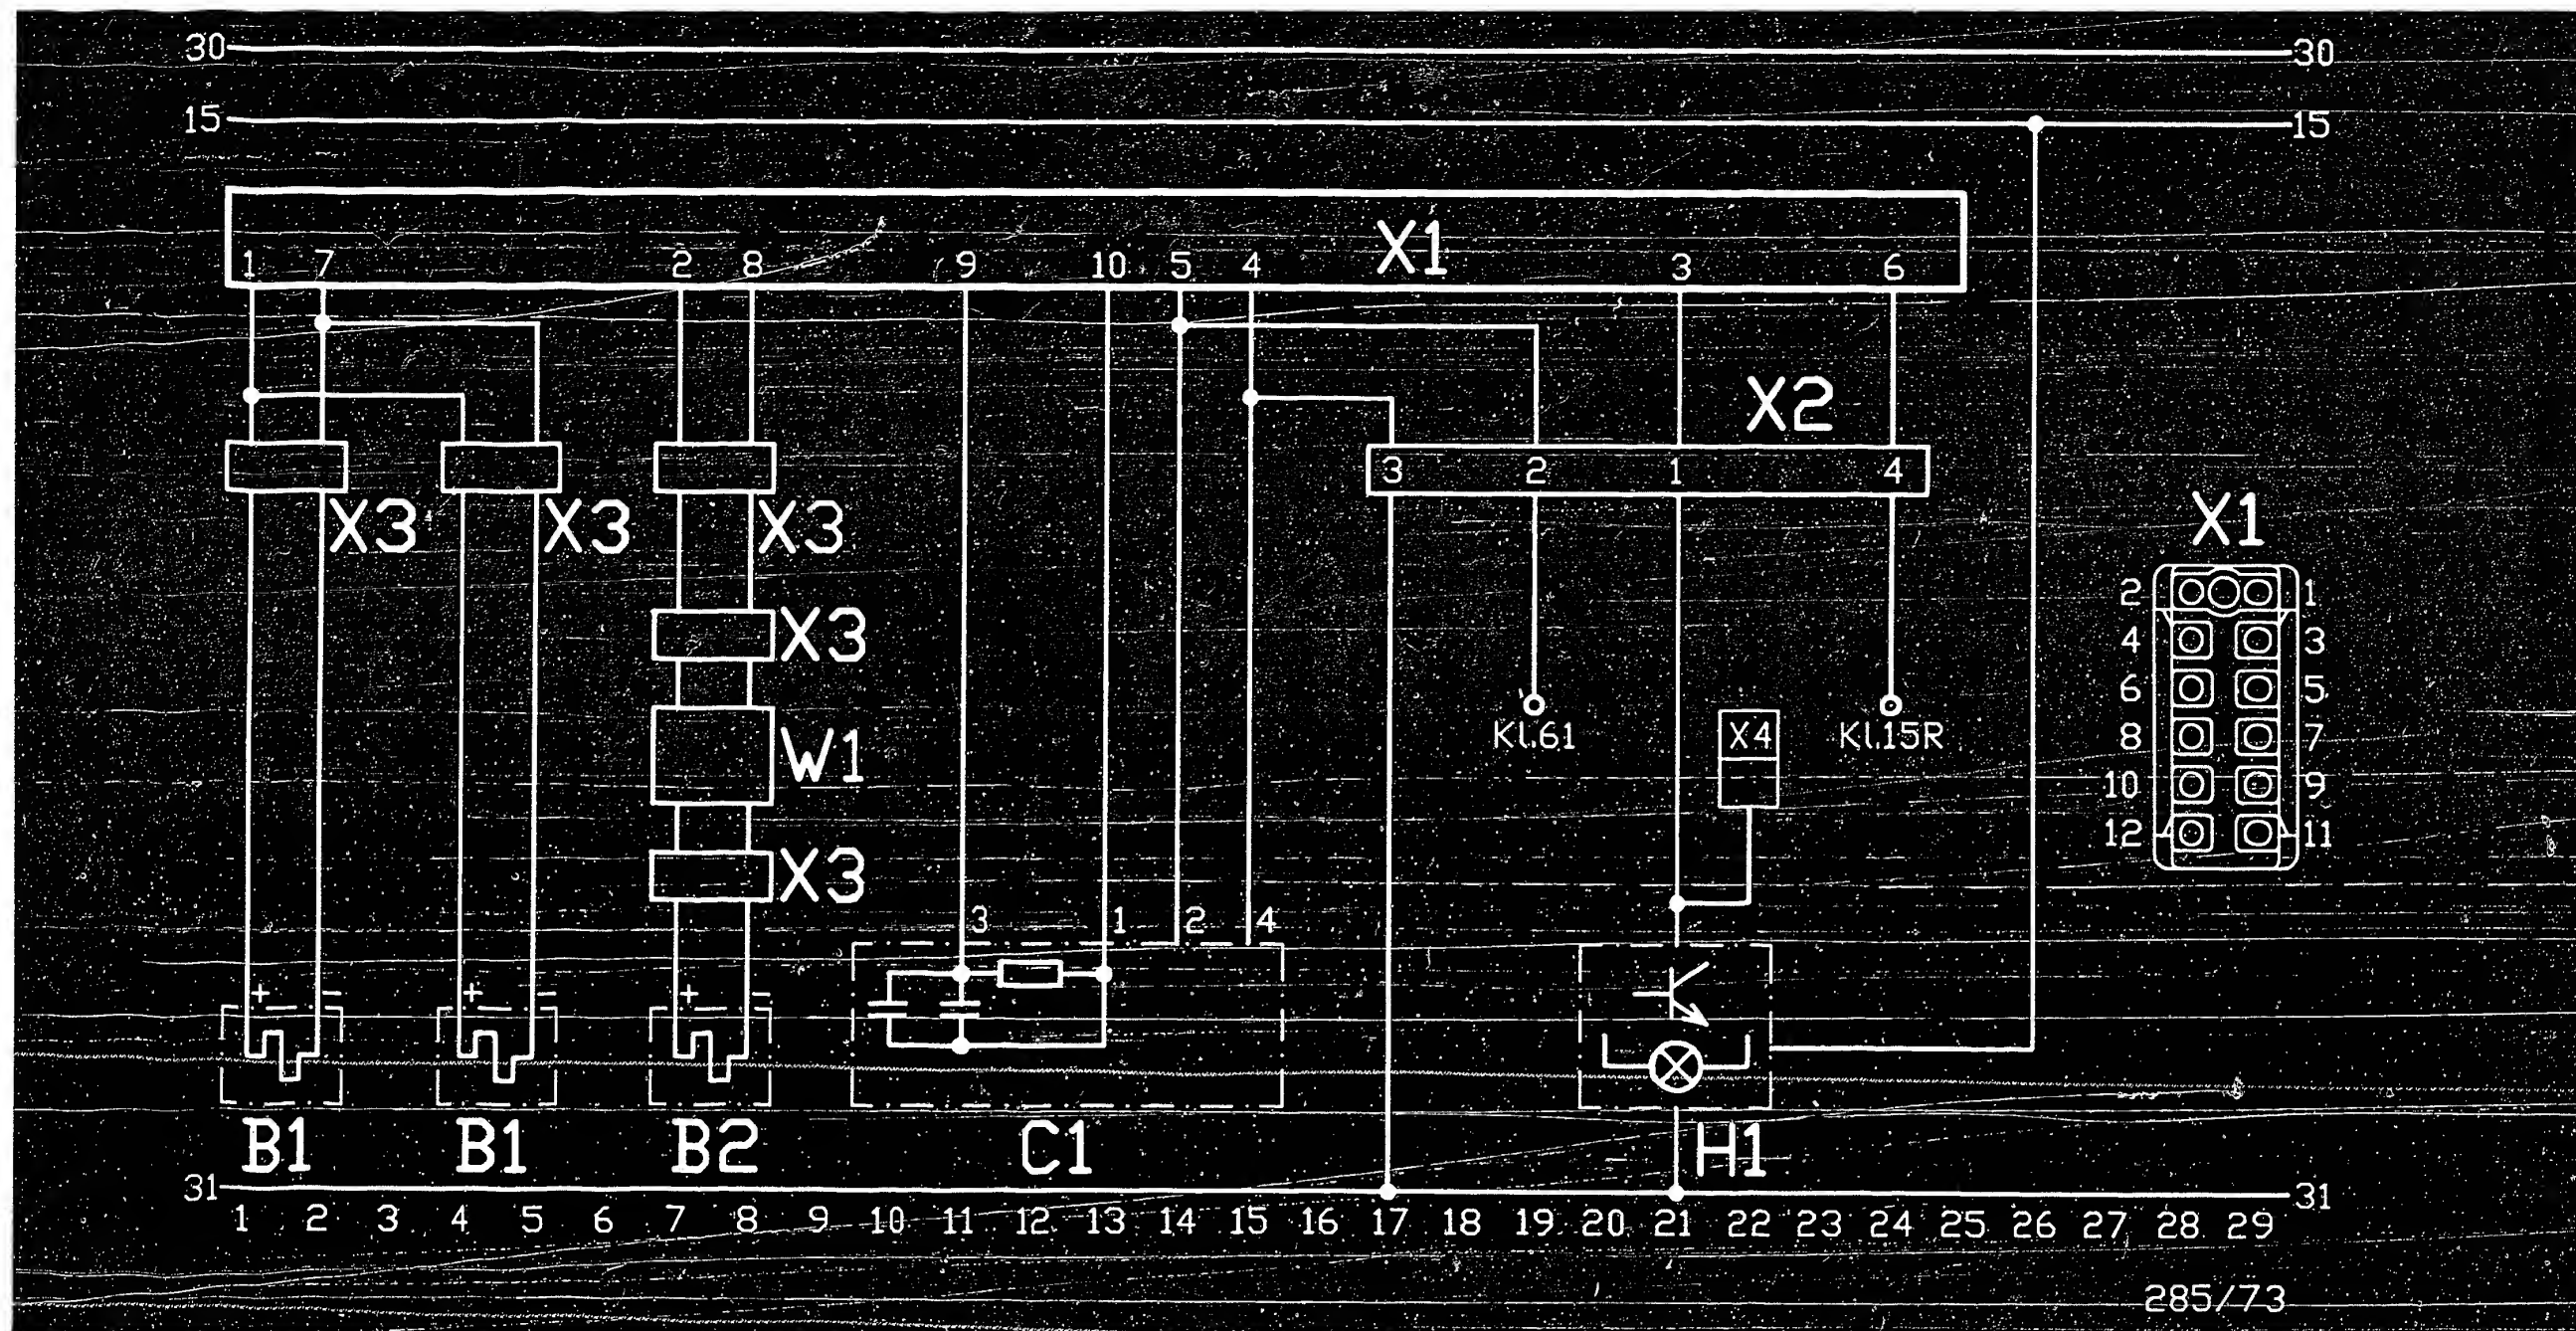 30 30
15 15
1 7 2 8 9 10 5 4 X1 3 6
X2
3 2 1 4
X3 X3 X3 X1
2 1
X3 4 3
6 5
Kl.61 X4 Kl.15R 8 7
W1 10 9
12 11
X3
3 1 2 4
+ − + − + −
B1 B1 B2 C1 H1
31 31
1 2 3 4 5 6 7 8 9 10 11 12 13 14 15 16 17 18 19 20 21 22 23 24 25 26 27 28 29
285/73